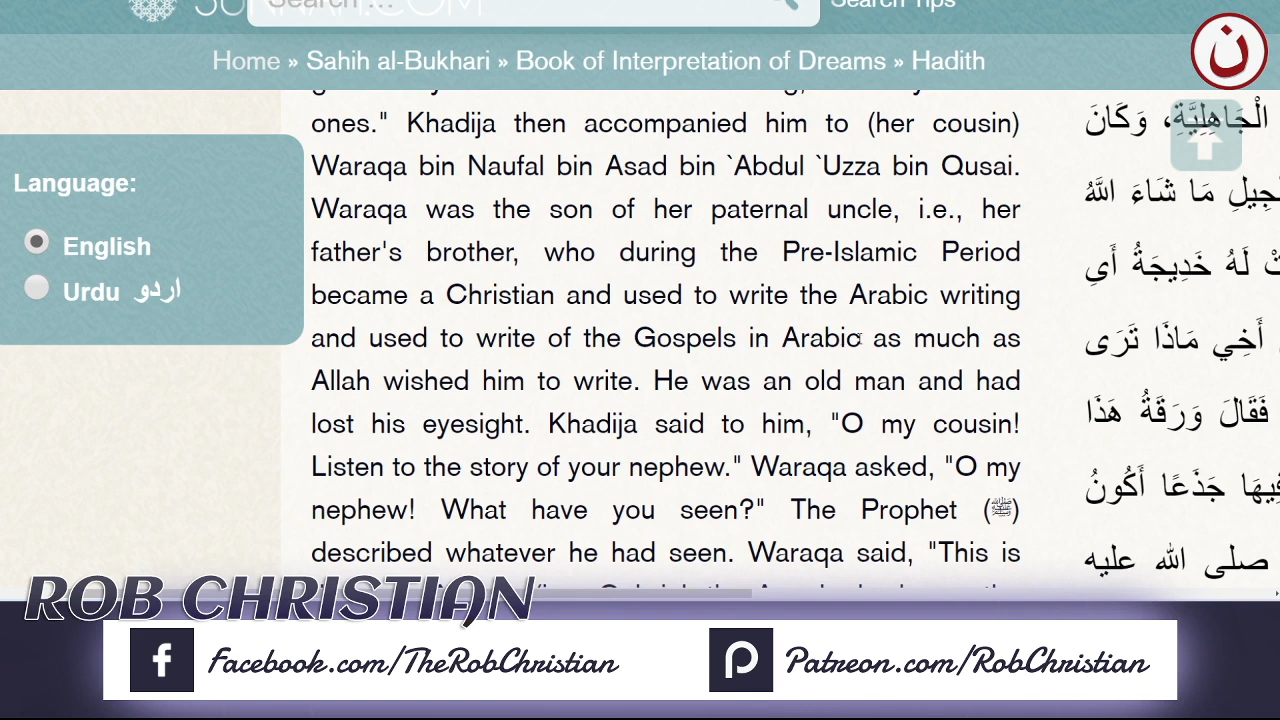 SUNNAH.COM
Search …
Search Tips
Home » Sahih al-Bukhari » Book of Interpretation of Dreams » Hadith
ن
Language:
English
Urdu اردو
ones." Khadija then accompanied him to (her cousin)
Waraqa bin Naufal bin Asad bin `Abdul `Uzza bin Qusai.
Waraqa was the son of her paternal uncle, i.e., her
father's brother, who during the Pre-Islamic Period
became a Christian and used to write the Arabic writing
and used to write of the Gospels in Arabic as much as
Allah wished him to write. He was an old man and had
lost his eyesight. Khadija said to him, "O my cousin!
Listen to the story of your nephew." Waraqa asked, "O my
nephew! What have you seen?" The Prophet (ﷺ)
described whatever he had seen. Waraqa said, "This is
الْجَاهِلِيَّةِ، وَكَانَ
مَا شَاءَ اللَّهُ
لَهُ خَدِيجَةُ أَىِ
أَخِي مَاذَا تَرَى
فَقَالَ وَرَقَةُ هَذَا
فِيهَا جَذَعًا أَكُونُ
صلى الله عليه
ROB CHRISTIAN
Facebook.com/TheRobChristian
Patreon.com/RobChristian